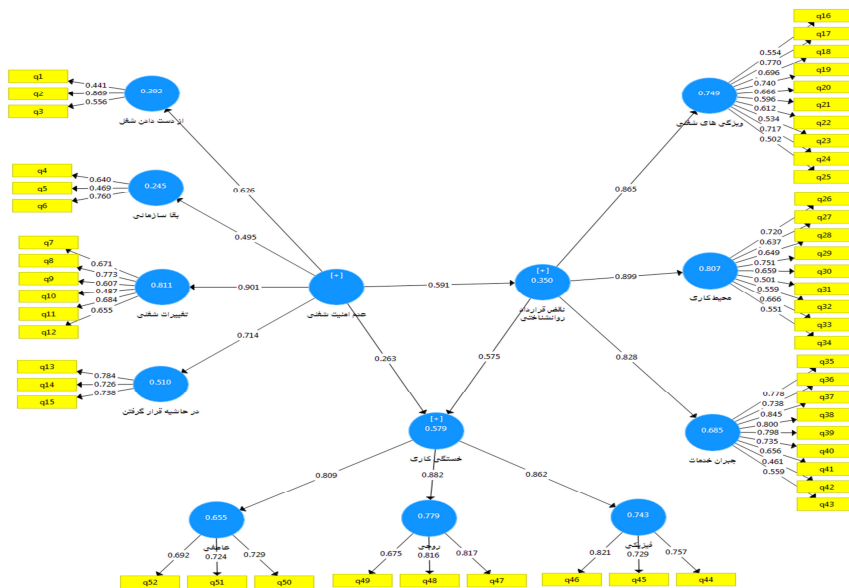 q1
q2
q3
0.441
0.556
از دست دادن شغل
q4
q5
q6
0.640
0.469
0.760
0.245
بقا سازمانی
q7
q8
q9
q10
q11
q12
0.671
0.773
0.607
0.487
0.684
0.655
0.811
تغییرات شغلی
q13
q14
q15
0.784
0.726
0.738
0.510
در حاشیه قرار گرفتن
0.626
0.495
0.901
0.714
[+]
عدم امنیت شغلی
0.591
0.263
[+]
0.350
نقض قرارداد
روانشناختی
0.575
0.865
0.899
0.828
0.749
ویژگی های شغلی
0.554
0.770
0.696
0.740
0.666
0.596
0.612
0.534
0.717
0.502
q16
q17
q18
q19
q20
q21
q22
q23
q24
q25
0.807
محیط کاری
0.720
0.637
0.649
0.751
0.659
0.501
0.559
0.666
0.551
q26
q27
q28
q29
q30
q31
q32
q33
q34
0.685
جبران خدمات
0.778
0.738
0.845
0.800
0.798
0.735
0.656
0.461
0.559
q35
q36
q37
q38
q39
q40
q41
q42
q43
[+]
0.579
خستگی کاری
0.809
0.882
0.862
0.655
عاطفی
0.692
0.724
0.729
q52
q51
q50
0.779
روحی
0.675
0.816
0.817
q49
q48
q47
0.743
فیزیکی
0.821
0.729
0.757
q46
q45
q44